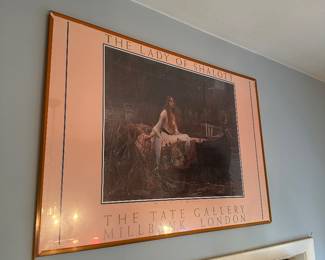 THE LADY OF SHALOTT
THE TATE GALLERY
MILLBANK LONDON